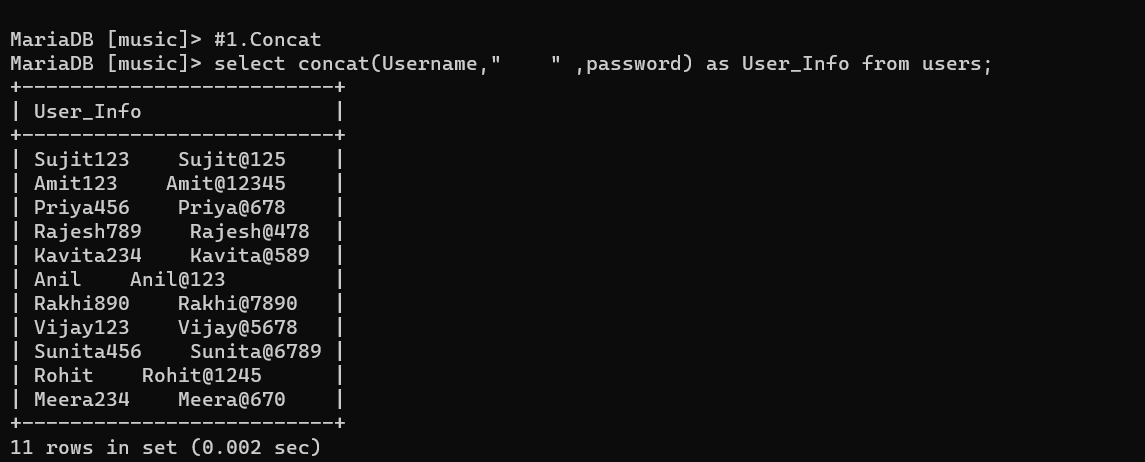 MariaDB [music]> #1.Concat
MariaDB [music]> select concat(Username,"    " ,password) as User_Info from users;
+--------------------------+
| User_Info                |
+--------------------------+
| Sujit123    Sujit@125    |
| Amit123    Amit@12345    |
| Priya456    Priya@678    |
| Rajesh789    Rajesh@478  |
| Kavita234    Kavita@589  |
| Anil    Anil@123         |
| Rakhi890    Rakhi@7890   |
| Vijay123    Vijay@5678   |
| Sunita456    Sunita@6789 |
| Rohit    Rohit@1245      |
| Meera234    Meera@670    |
+--------------------------+
11 rows in set (0.002 sec)